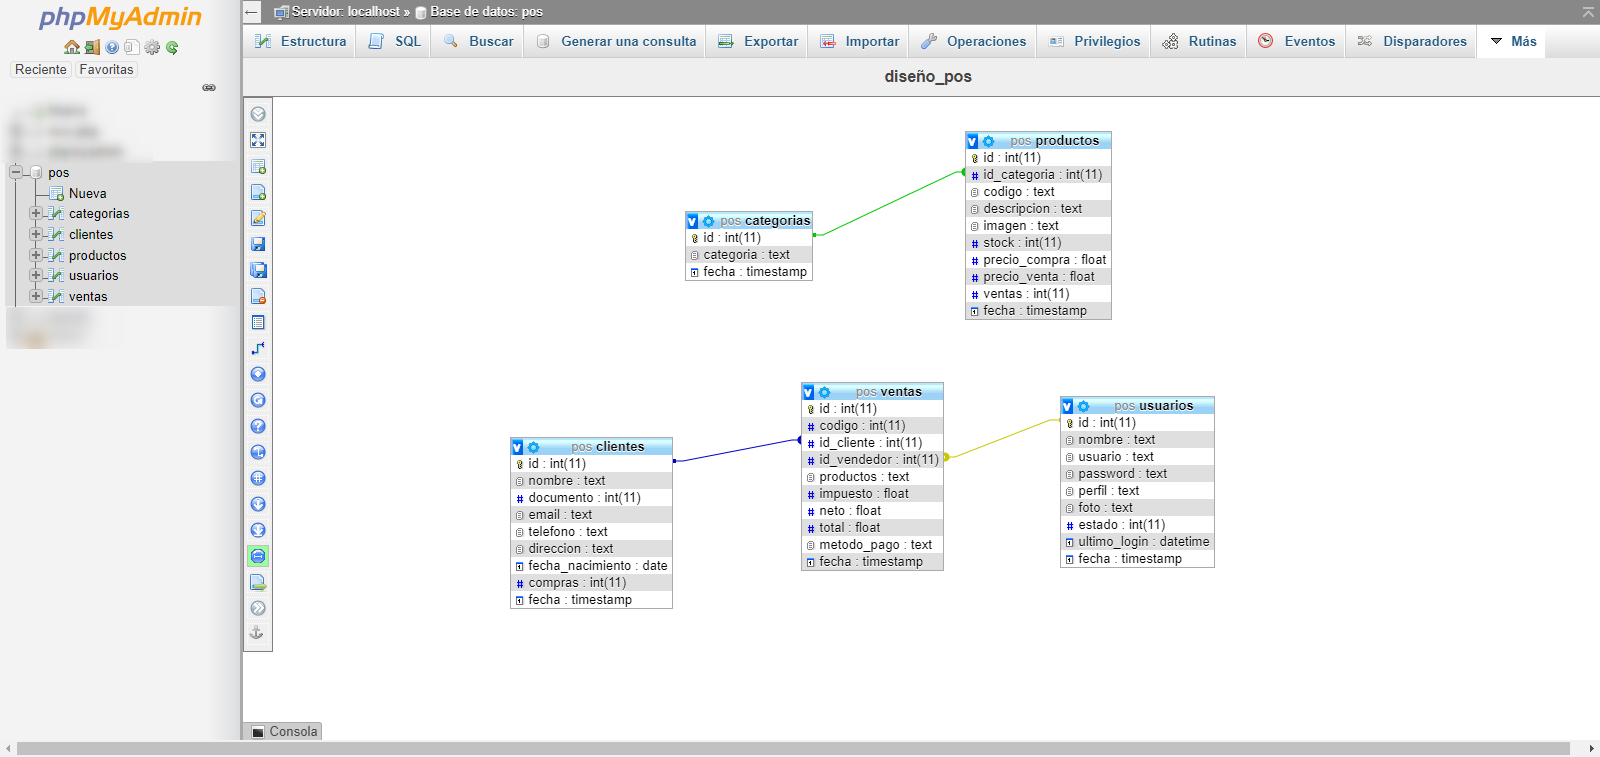 phpMyAdmin
Reciente Favoritas
pos
Nueva
categorias
clientes
productos
usuarios
ventas
Servidor: localhost » Base de datos: pos
Estructura SQL Buscar Generar una consulta Exportar Importar Operaciones Privilegios Rutinas Eventos Disparadores Más
diseño_pos
pos productos
id : int(11)
id_categoria : int(11)
codigo : text
descripcion : text
imagen : text
stock : int(11)
precio_compra : float
precio_venta : float
ventas : int(11)
fecha : timestamp
pos categorias
id : int(11)
categoria : text
fecha : timestamp
pos ventas
id : int(11)
codigo : int(11)
id_cliente : int(11)
id_vendedor : int(11)
productos : text
impuesto : float
neto : float
total : float
metodo_pago : text
fecha : timestamp
pos usuarios
id : int(11)
nombre : text
usuario : text
password : text
perfil : text
foto : text
estado : int(11)
ultimo_login : datetime
fecha : timestamp
pos clientes
id : int(11)
nombre : text
documento : int(11)
email : text
telefono : text
direccion : text
fecha_nacimiento : date
compras : int(11)
fecha : timestamp
Consola